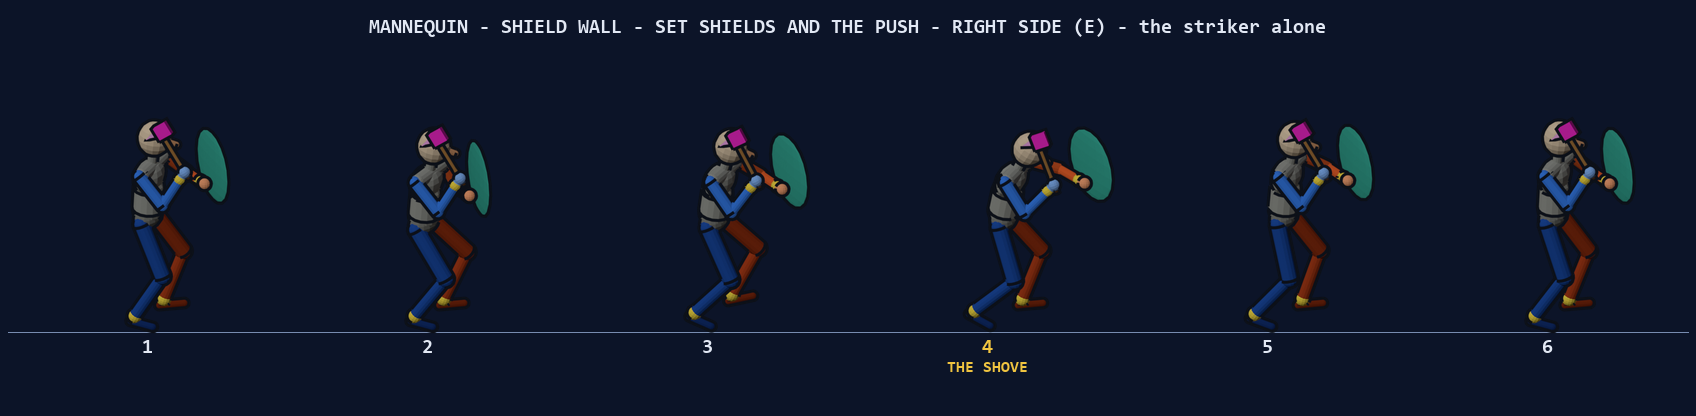 MANNEQUIN - SHIELD WALL - SET SHIELDS AND THE PUSH - RIGHT SIDE (E) - the striker alone
1 2 3 4 5 6
THE SHOVE